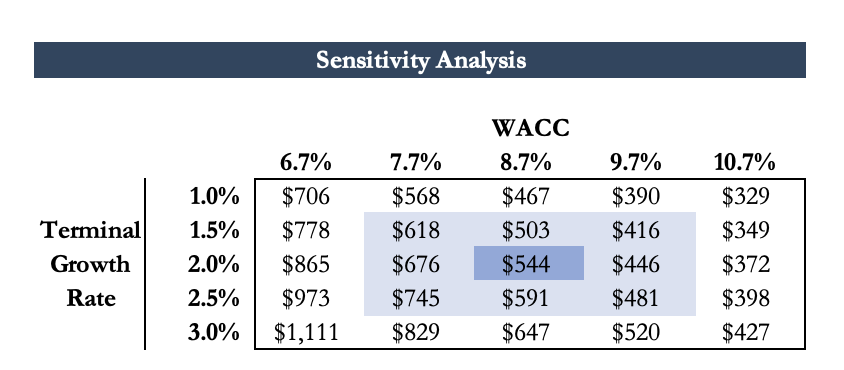 Sensitivity Analysis
WACC
6.7% 7.7% 8.7% 9.7% 10.7%
1.0% $706 $568 $467 $390 $329
Terminal 1.5% $778 $618 $503 $416 $349
Growth 2.0% $865 $676 $544 $446 $372
Rate 2.5% $973 $745 $591 $481 $398
3.0% $1,111 $829 $647 $520 $427